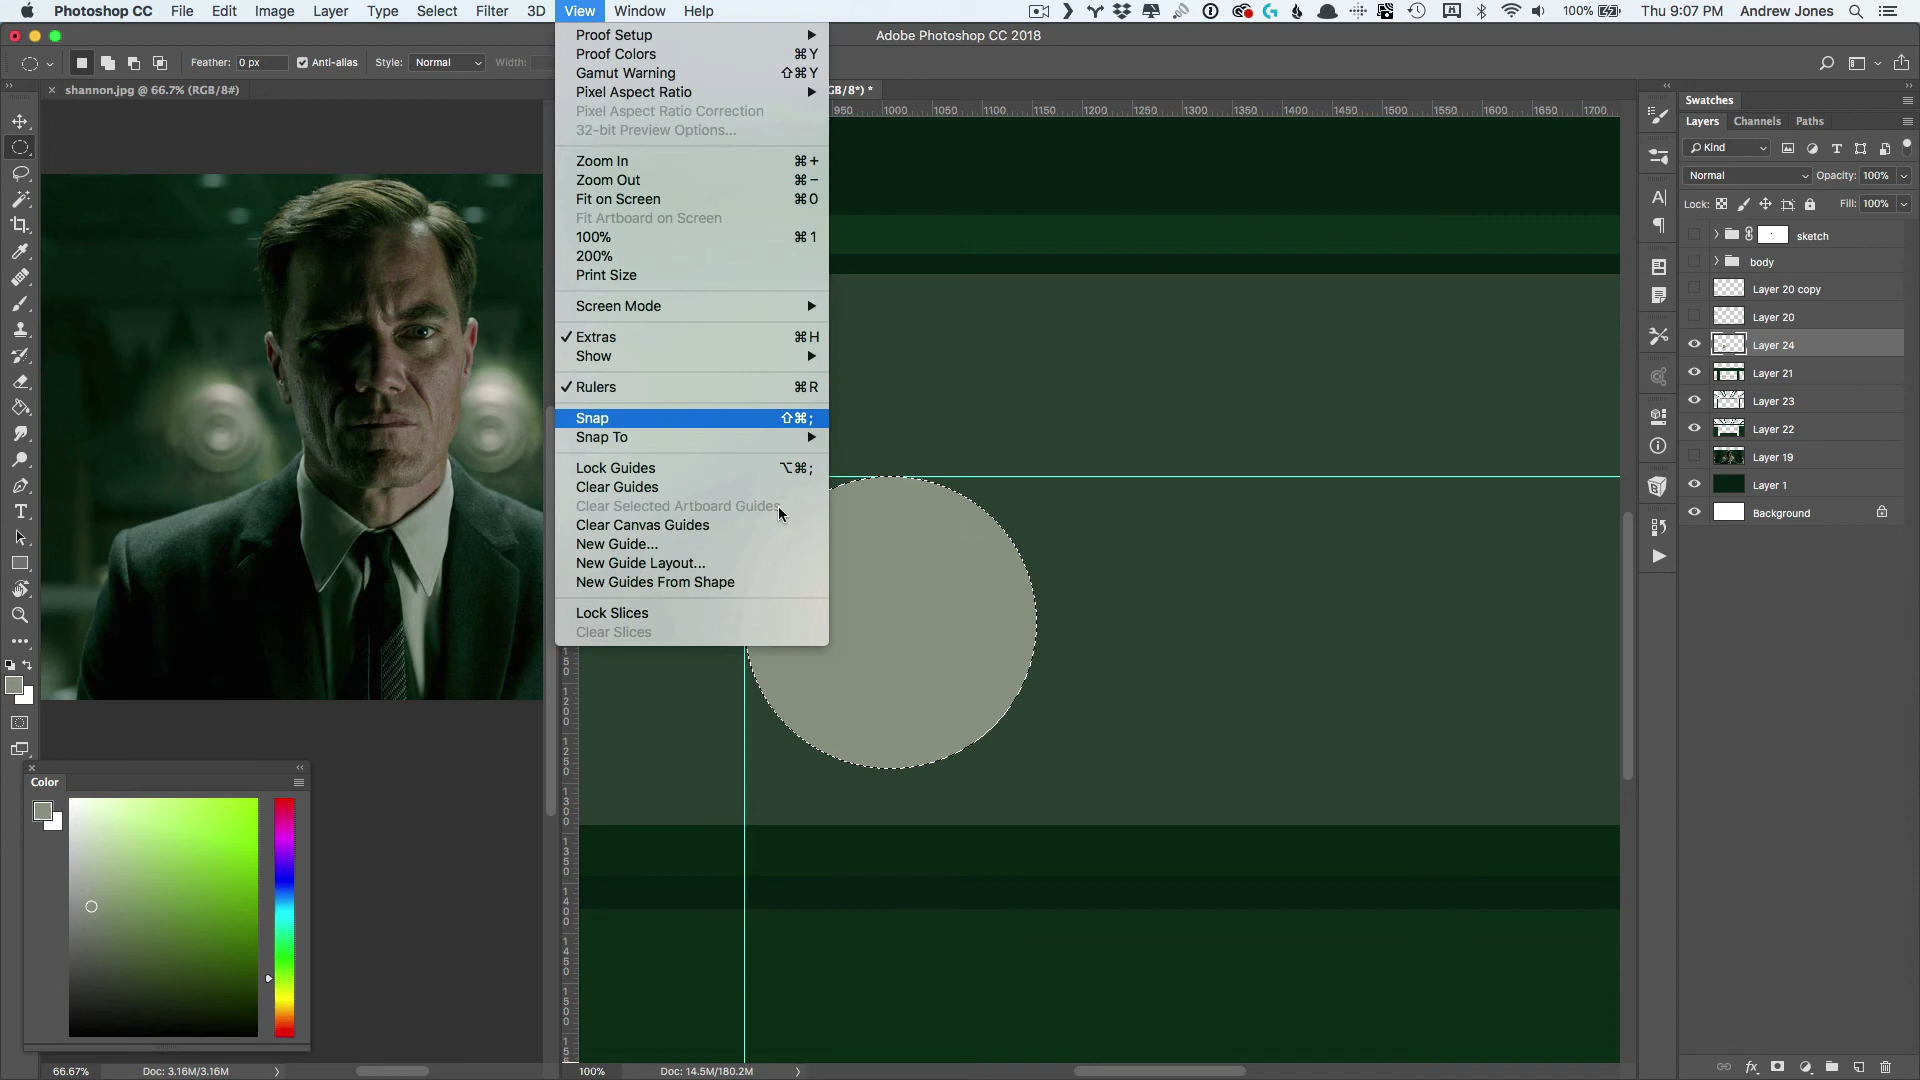 Photoshop CC File Edit Image Layer Type Select Filter 3D View Window Help 100% Thu 9:07 PM Andrew Jones
Adobe Photoshop CC 2018
Feather: 0 px Anti-alias Style: Normal Width:
shannon.jpg @ 66.7% (RGB/8#)
GB/8*) *
Proof Setup
Proof Colors ⌘Y
Gamut Warning ⇧⌘Y
Pixel Aspect Ratio
Pixel Aspect Ratio Correction
32-bit Preview Options...
Zoom In ⌘+
Zoom Out ⌘−
Fit on Screen ⌘0
Fit Artboard on Screen
100% ⌘1
200%
Print Size
Screen Mode
✓ Extras ⌘H
Show
✓ Rulers ⌘R
Snap ⇧⌘;
Snap To
Lock Guides ⌥⌘;
Clear Guides
Clear Selected Artboard Guides
Clear Canvas Guides
New Guide...
New Guide Layout...
New Guides From Shape
Lock Slices
Clear Slices
950 1000 1050 1100 1150 1200 1250 1300 1350 1400 1450 1500 1550 1600 1650 1700
1200
1250
1300
1350
1400
1450
1500
Swatches
Layers Channels Paths
Kind
Normal Opacity: 100%
Lock: Fill: 100%
sketch
body
Layer 20 copy
Layer 20
Layer 24
Layer 21
Layer 23
Layer 22
Layer 19
Layer 1
Background
fx
Color
66.67% Doc: 3.16M/3.16M
100% Doc: 14.5M/180.2M